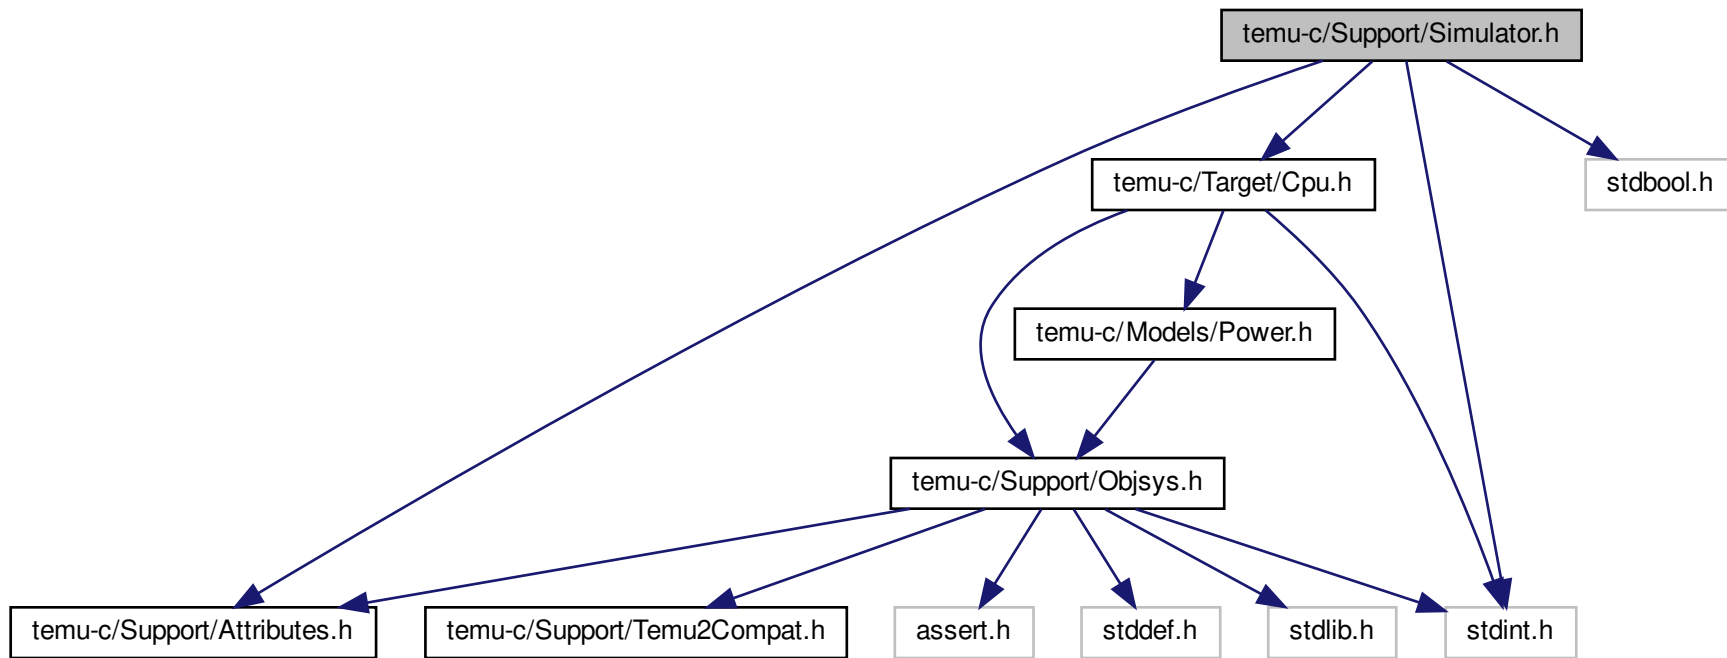 temu-c/Support/Simulator.h
temu-c/Target/Cpu.h
stdbool.h
temu-c/Models/Power.h
temu-c/Support/Objsys.h
temu-c/Support/Attributes.h
temu-c/Support/Temu2Compat.h
assert.h
stddef.h
stdlib.h
stdint.h